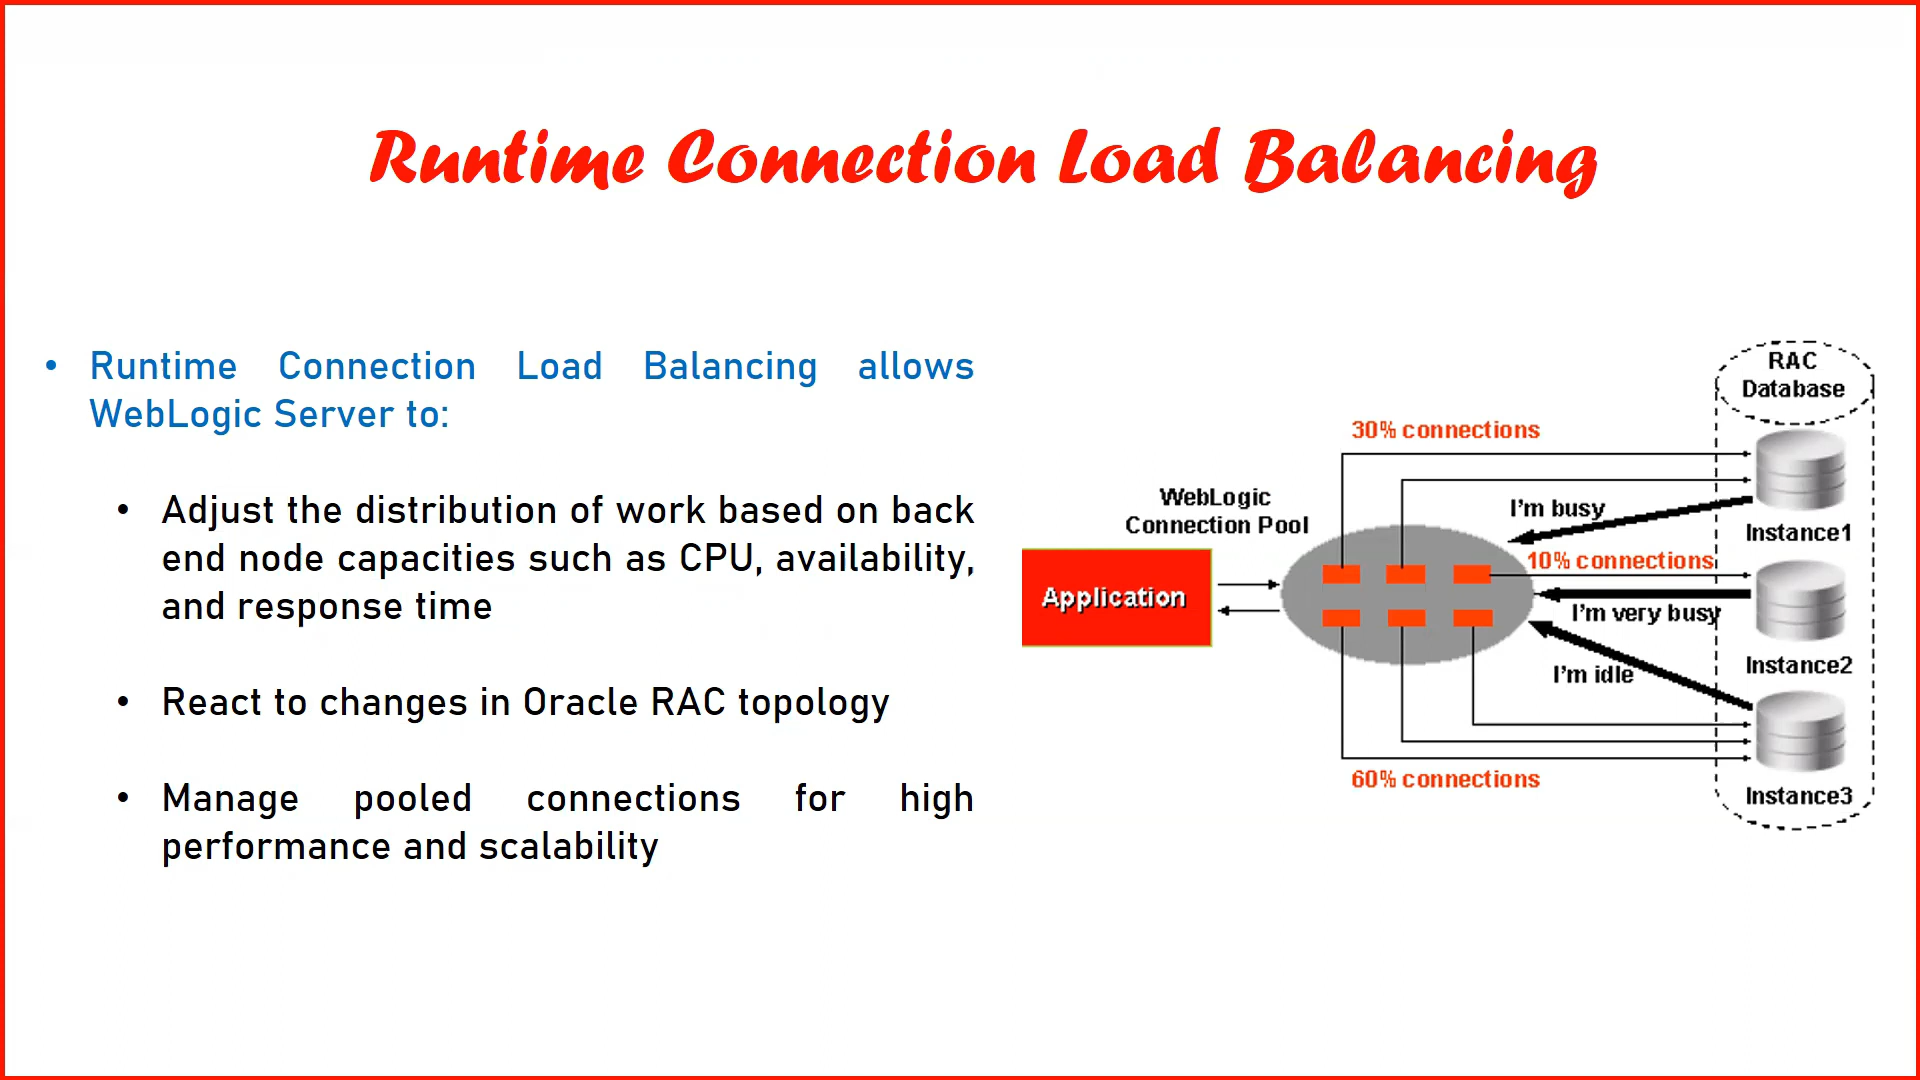 Runtime Connection Load Balancing
• Runtime Connection Load Balancing allows
WebLogic Server to:
• Adjust the distribution of work based on back
end node capacities such as CPU, availability,
and response time
• React to changes in Oracle RAC topology
• Manage pooled connections for high
performance and scalability
RAC
Database
30% connections
WebLogic
Connection Pool
I'm busy
Instance1
10% connections
Application
I'm very busy
Instance2
I'm idle
60% connections
Instance3